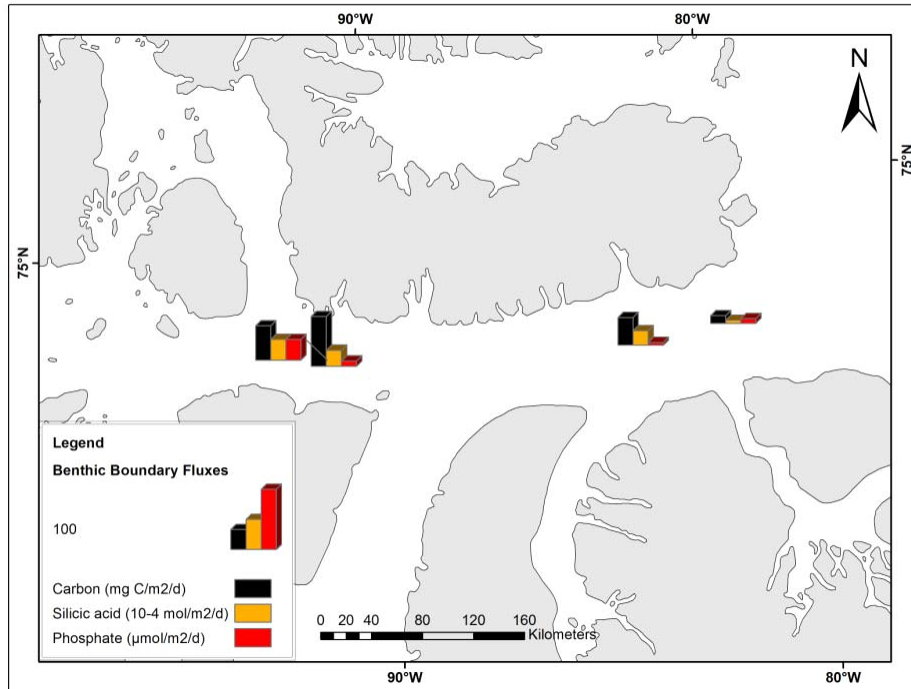 90°W 80°W
N
75°N
75°N
Legend
Benthic Boundary Fluxes
100
Carbon (mg C/m2/d)
Silicic acid (10-4 mol/m2/d)
Phosphate (µmol/m2/d)
0 20 40 80 120 160
Kilometers
90°W 80°W